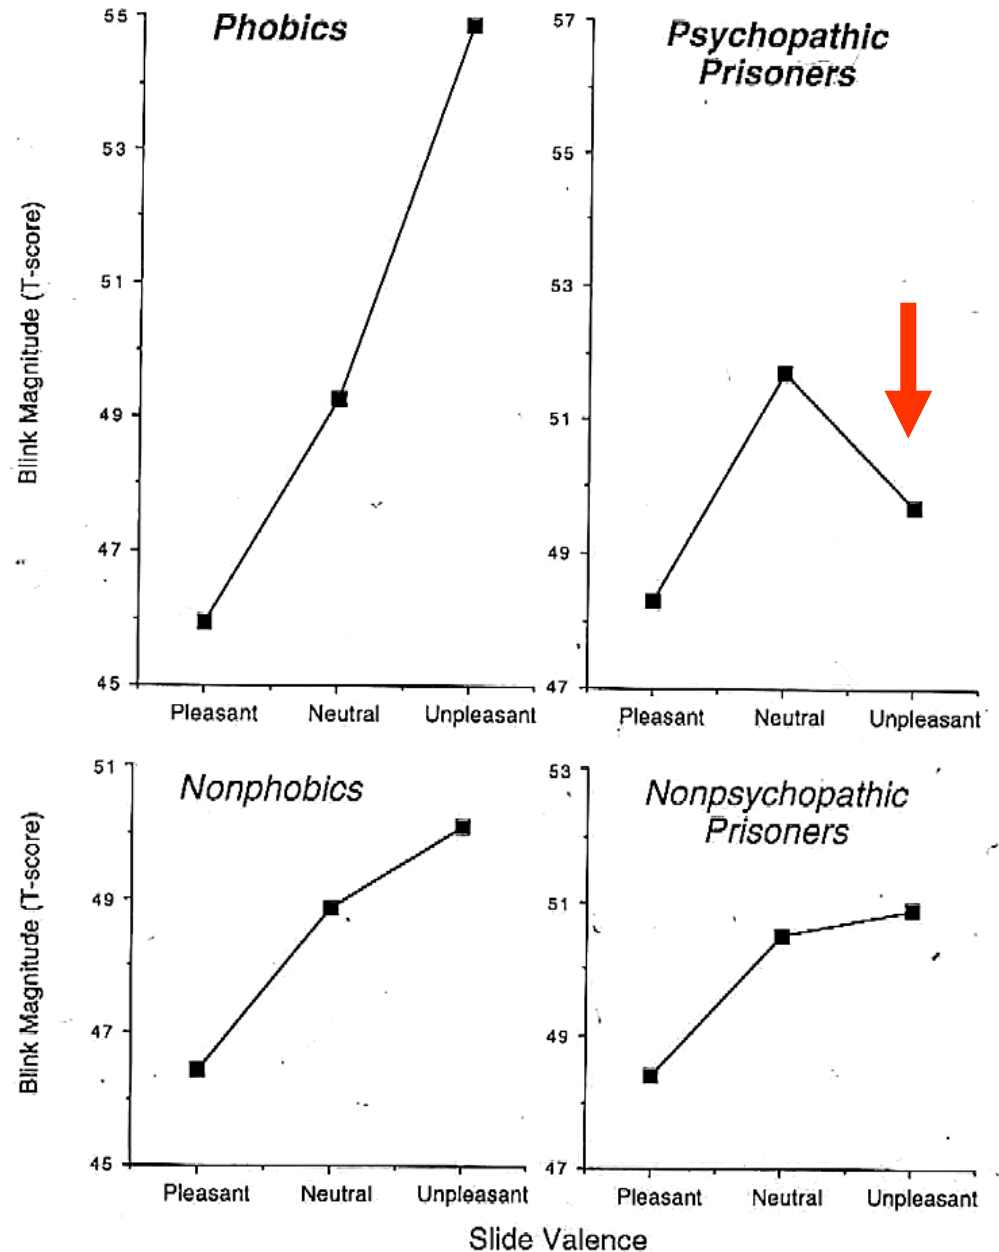 Phobics
Blink Magnitude (T-score)
55
53
51
49
47
45
Pleasant Neutral Unpleasant
Psychopathic
Prisoners
57
55
53
51
49
47
Pleasant Neutral Unpleasant
Nonphobics
Blink Magnitude (T-score)
51
49
47
45
Pleasant Neutral Unpleasant
Nonpsychopathic
Prisoners
53
51
49
47
Pleasant Neutral Unpleasant
Slide Valence